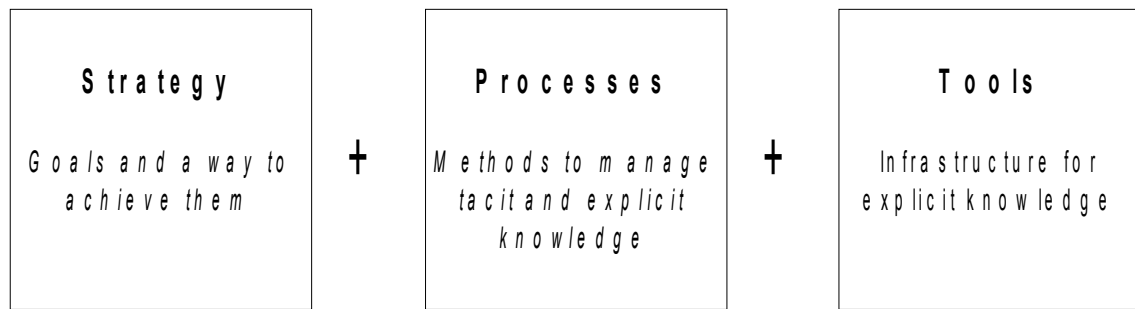 Strategy
Goals and a way to
achieve them
+
Processes
Methods to manage
tacit and explicit
knowledge
+
Tools
Infrastructure for
explicit knowledge